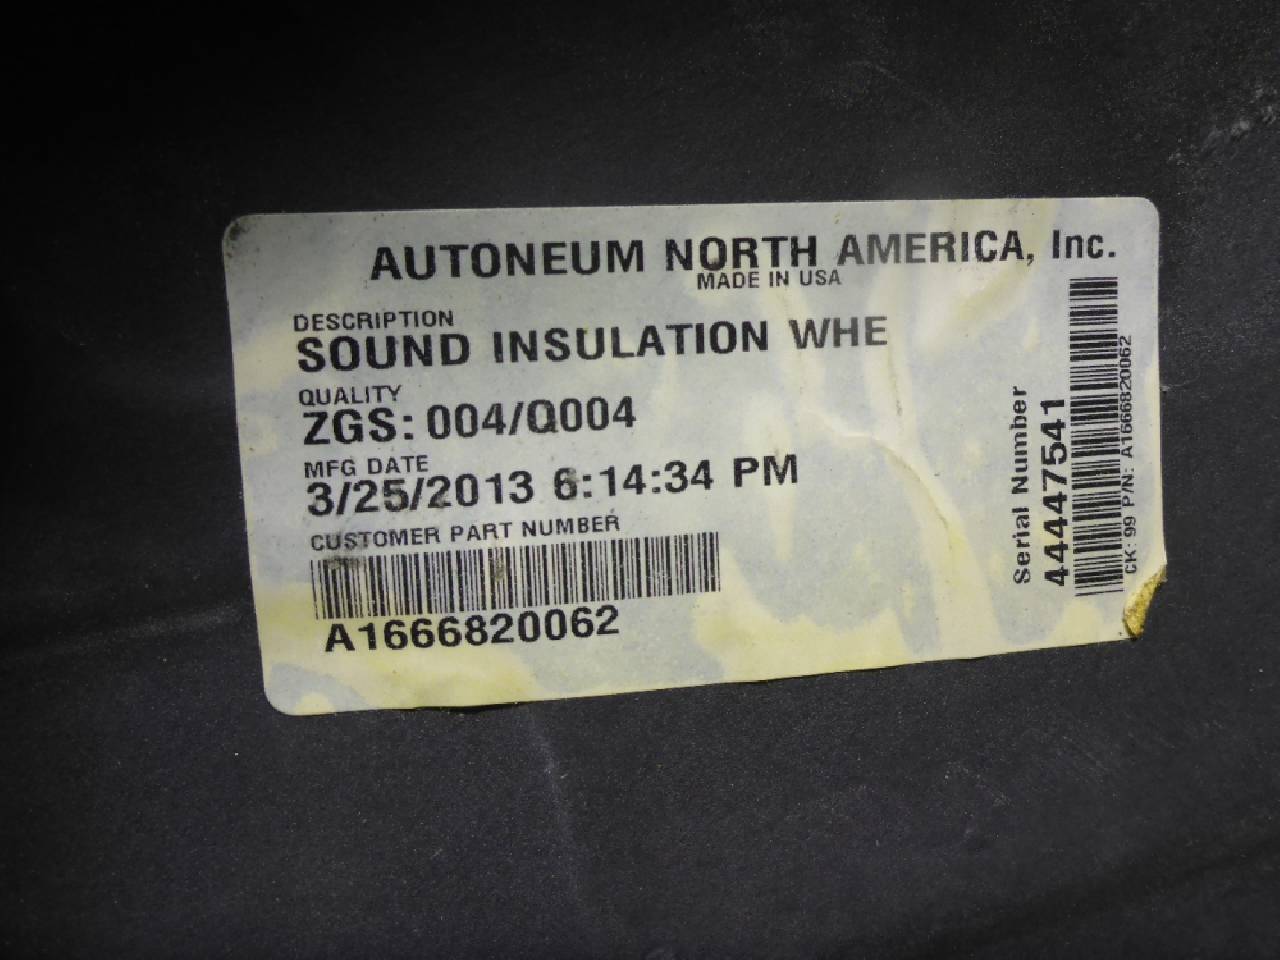 AUTONEUM NORTH AMERICA, Inc.
MADE IN USA
DESCRIPTION
SOUND INSULATION WHE
QUALITY
ZGS: 004/Q004
MFG DATE
3/25/2013 6:14:34 PM
CUSTOMER PART NUMBER
A1666820062
Serial Number
444447541
CK: 99 P/N: A1666820062